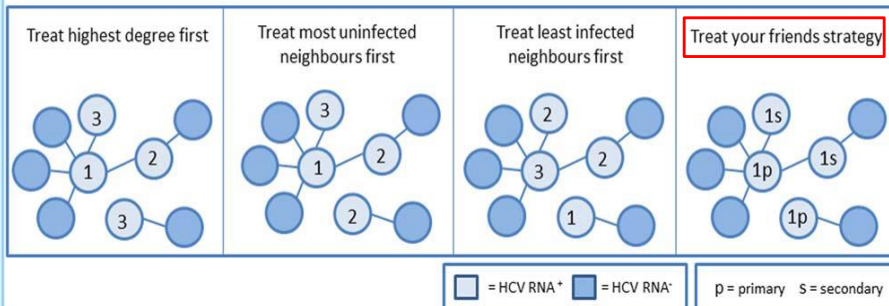 Treat highest degree first
Treat most uninfected
neighbours first
Treat least infected
neighbours first
Treat your friends strategy
3
2
1
3
3
2
1
2
2
2
3
1
1s
1s
1p
1p
= HCV RNA⁺ = HCV RNA⁻
p = primary s = secondary